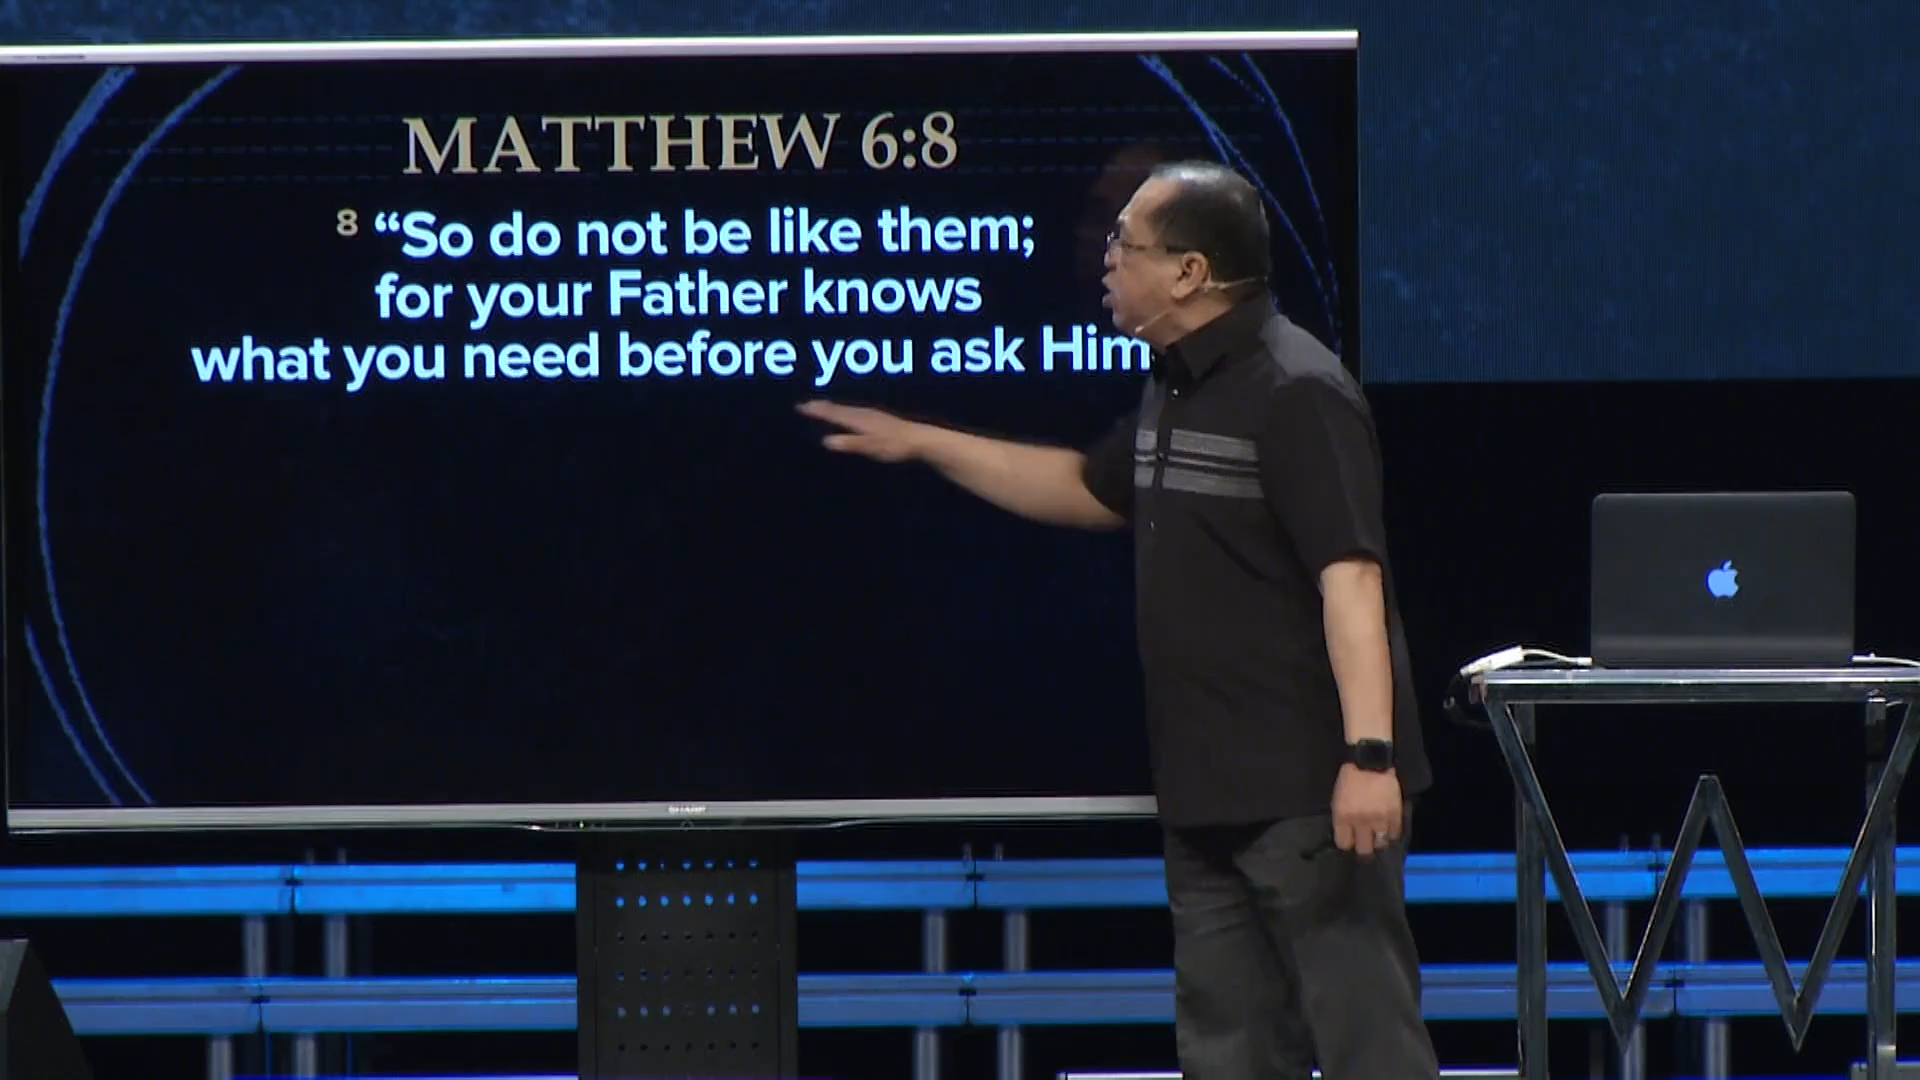 MATTHEW 6:8
8 “So do not be like them;
for your Father knows
what you need before you ask Him
SHARP